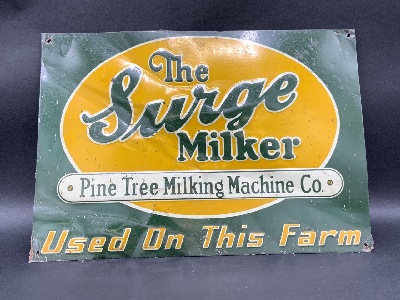 The
Surge
Milker
Pine Tree Milking Machine Co.
Used On This Farm